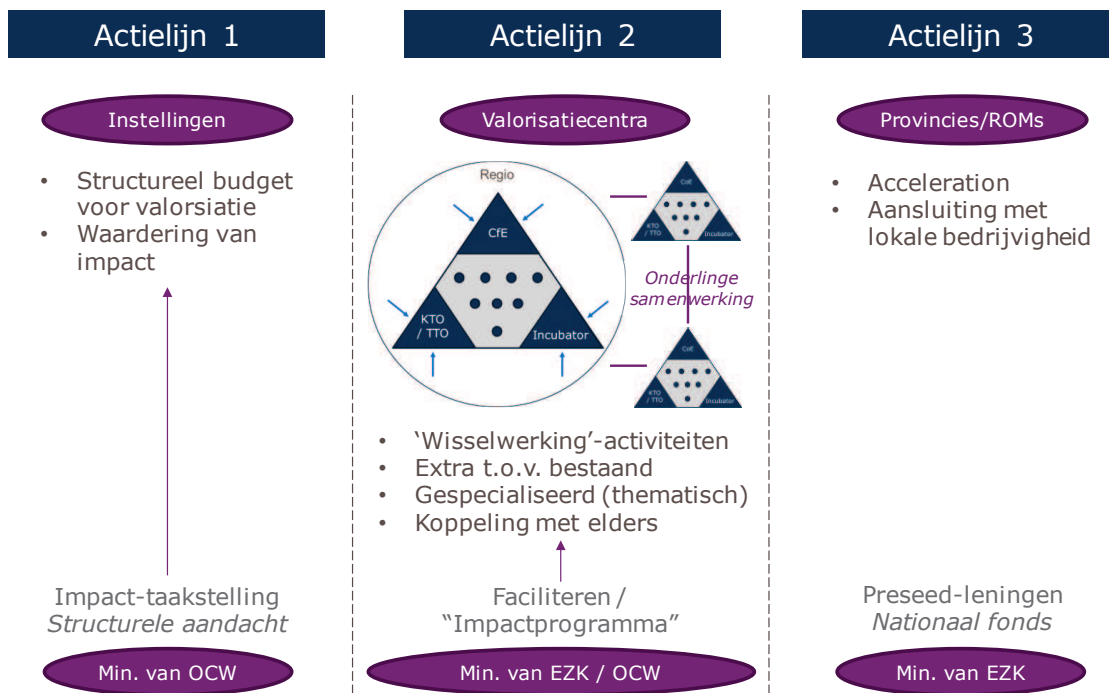 Actielijn 1
Instellingen
• Structureel budget
voor valorsiatie
• Waardering van
impact
Impact-taakstelling
Structurele aandacht
Min. van OCW
Actielijn 2
Valorisatiecentra
Regio
CfE
KTO
/ TTO
Incubator
CoE
KTO
/ TTO
Incubator
Onderlinge
samenwerking
CoE
KTO
/ TTO
Incubator
• ‘Wisselwerking’-activiteiten
• Extra t.o.v. bestaand
• Gespecialiseerd (thematisch)
• Koppeling met elders
Faciliteren /
“Impactprogramma”
Min. van EZK / OCW
Actielijn 3
Provincies/ROMs
• Acceleration
• Aansluiting met
lokale bedrijvigheid
Preseed-leningen
Nationaal fonds
Min. van EZK